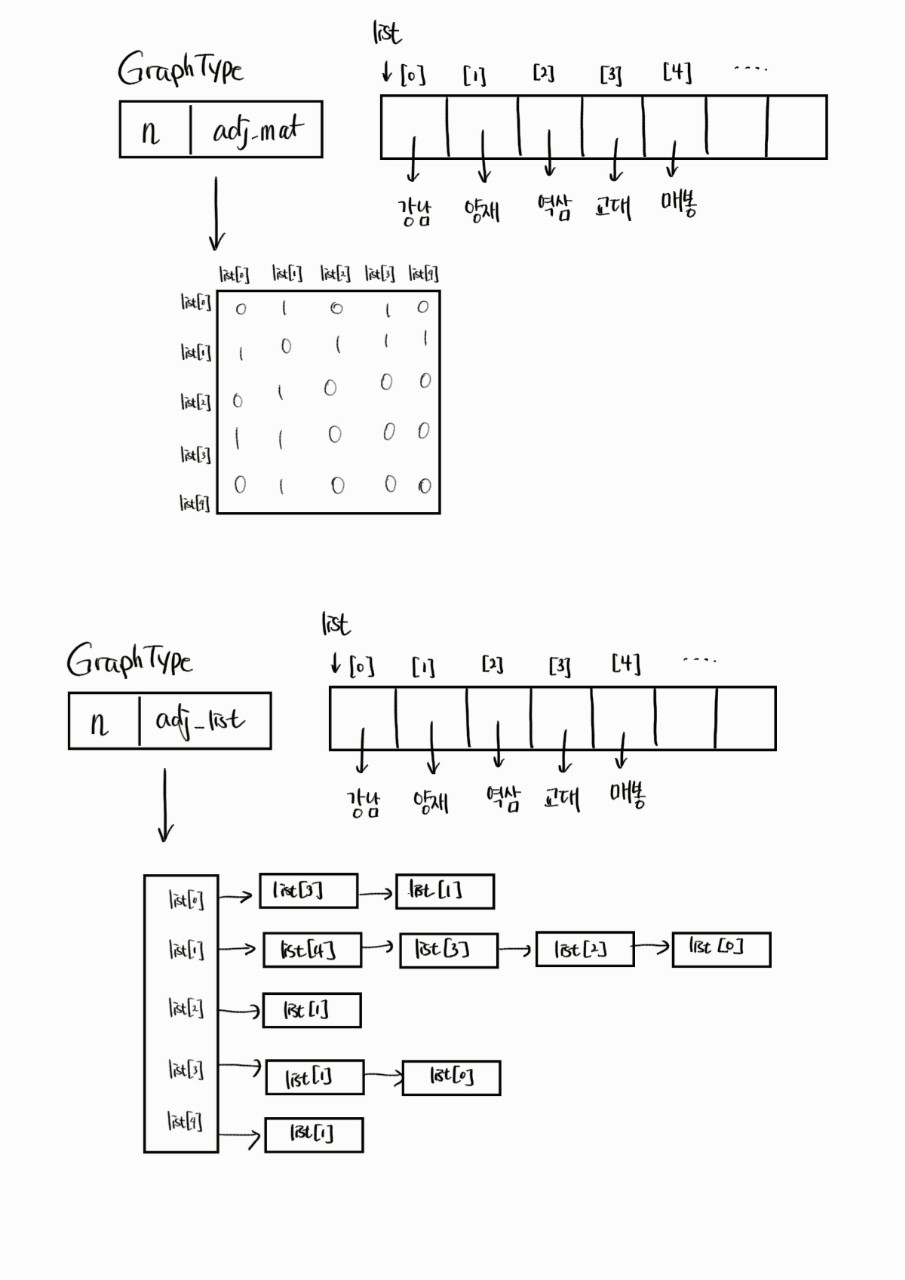 list
GraphType
↓ [0] [1] [2] [3] [4] ....
n adj_mat
강남 양재 역삼 교대 매봉
list[0] list[1] list[2] list[3] list[4]
list[0] 0 1 0 1 0
list[1] 1 0 1 1 1
list[2] 0 1 0 0 0
list[3] 1 1 0 0 0
list[4] 0 1 0 0 0
list
GraphType
↓ [0] [1] [2] [3] [4] ....
n adj_list
강남 양재 역삼 교대 매봉
list[0] list[3] list[1]
list[1] list[4] list[3] list[2] list[0]
list[2] list[1]
list[3] list[1] list[0]
list[4] list[1]